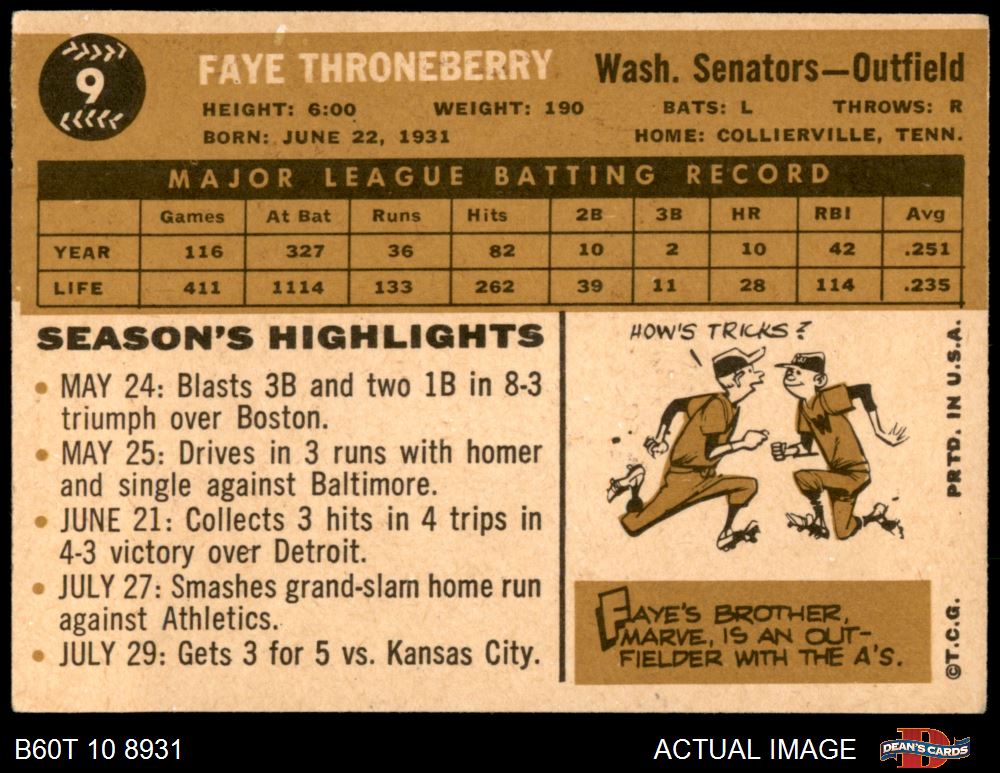 9
FAYE THRONEBERRY
Wash. Senators—Outfield
HEIGHT: 6:00 WEIGHT: 190 BATS: L THROWS: R
BORN: JUNE 22, 1931 HOME: COLLIERVILLE, TENN.
MAJOR LEAGUE BATTING RECORD
Games At Bat Runs Hits 2B 3B HR RBI Avg
YEAR 116 327 36 82 10 2 10 42 .251
LIFE 411 1114 133 262 39 11 28 114 .235
SEASON'S HIGHLIGHTS
• MAY 24: Blasts 3B and two 1B in 8-3
triumph over Boston.
• MAY 25: Drives in 3 runs with homer
and single against Baltimore.
• JUNE 21: Collects 3 hits in 4 trips in
4-3 victory over Detroit.
• JULY 27: Smashes grand-slam home run
against Athletics.
• JULY 29: Gets 3 for 5 vs. Kansas City.
HOW'S TRICKS?
W
W
FAYE'S BROTHER,
MARVE, IS AN OUT-
FIELDER WITH THE A'S.
©T.C.G. PRTD. IN U.S.A.
B60T 10 8931
ACTUAL IMAGE
DEAN'S CARDS